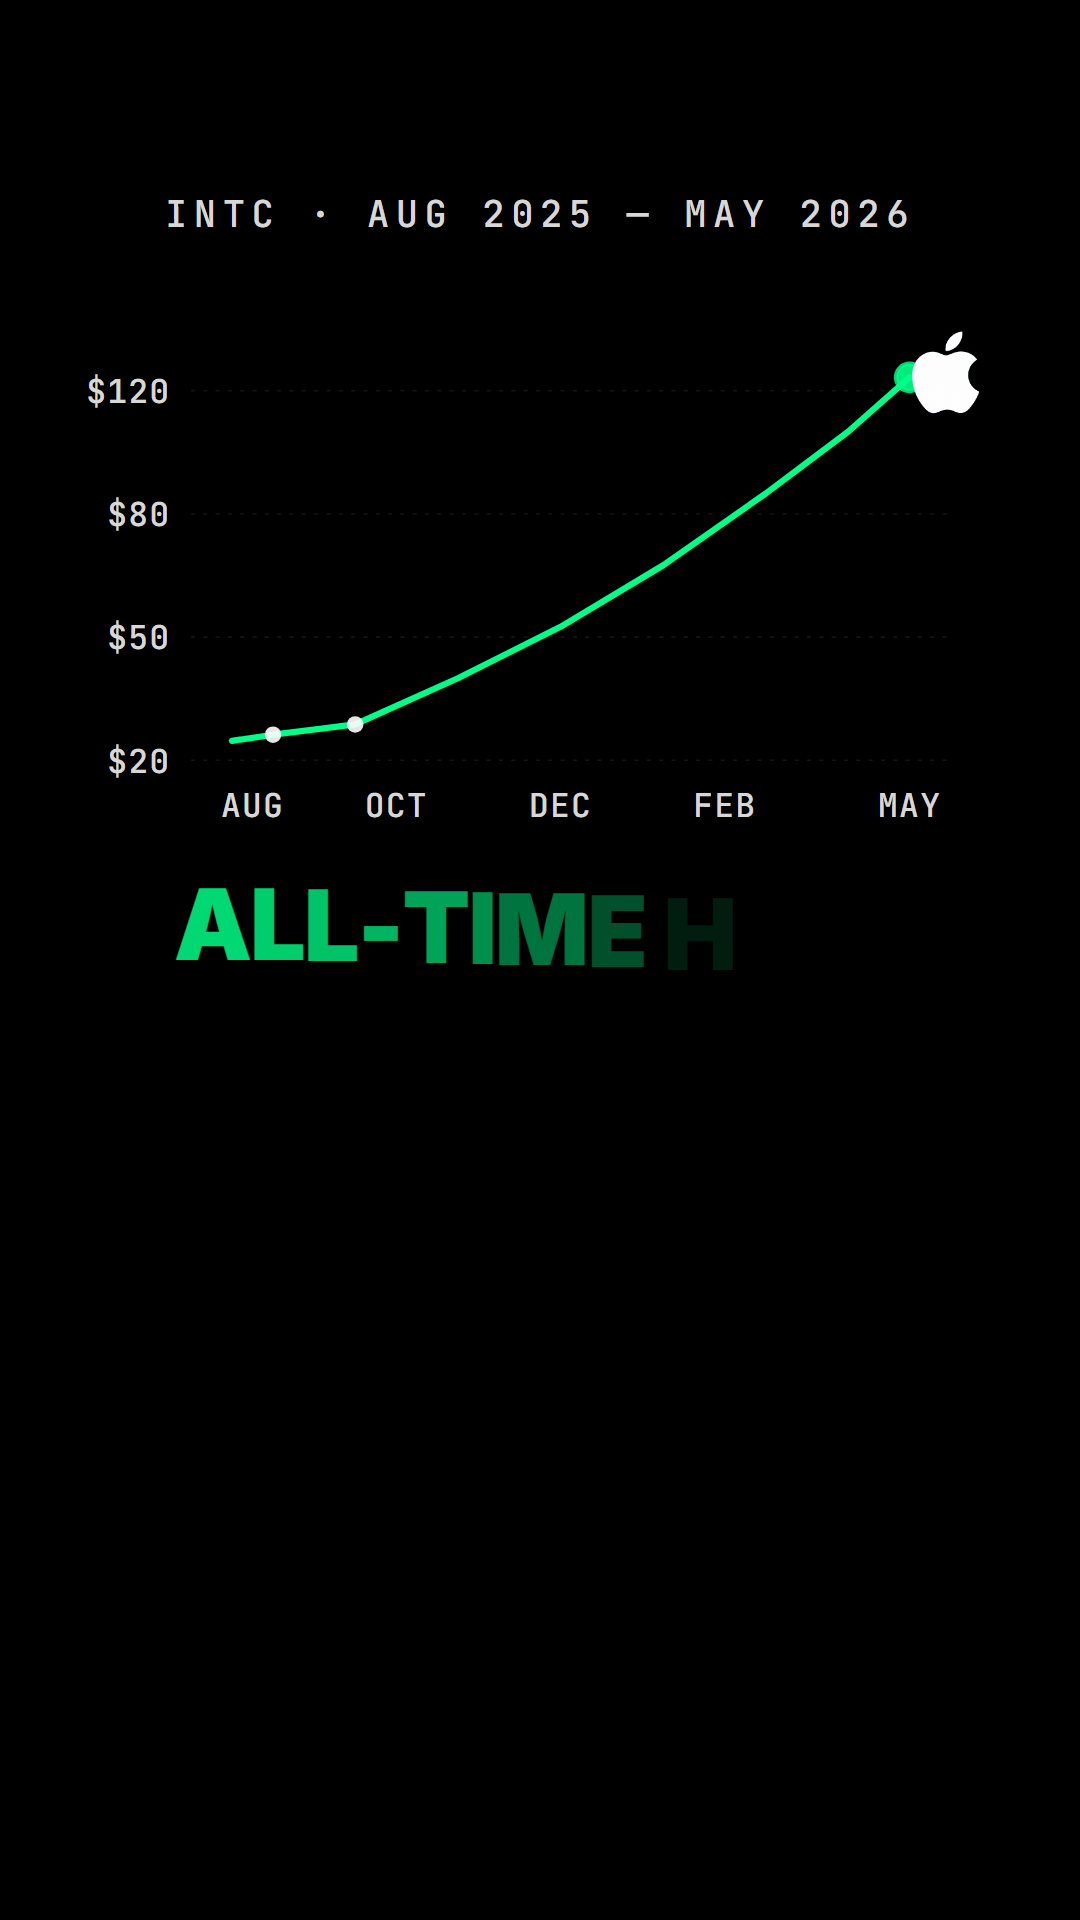 INTC · AUG 2025 — MAY 2026
$120
$80
$50
$20
AUG OCT DEC FEB MAY
ALL-TIME H